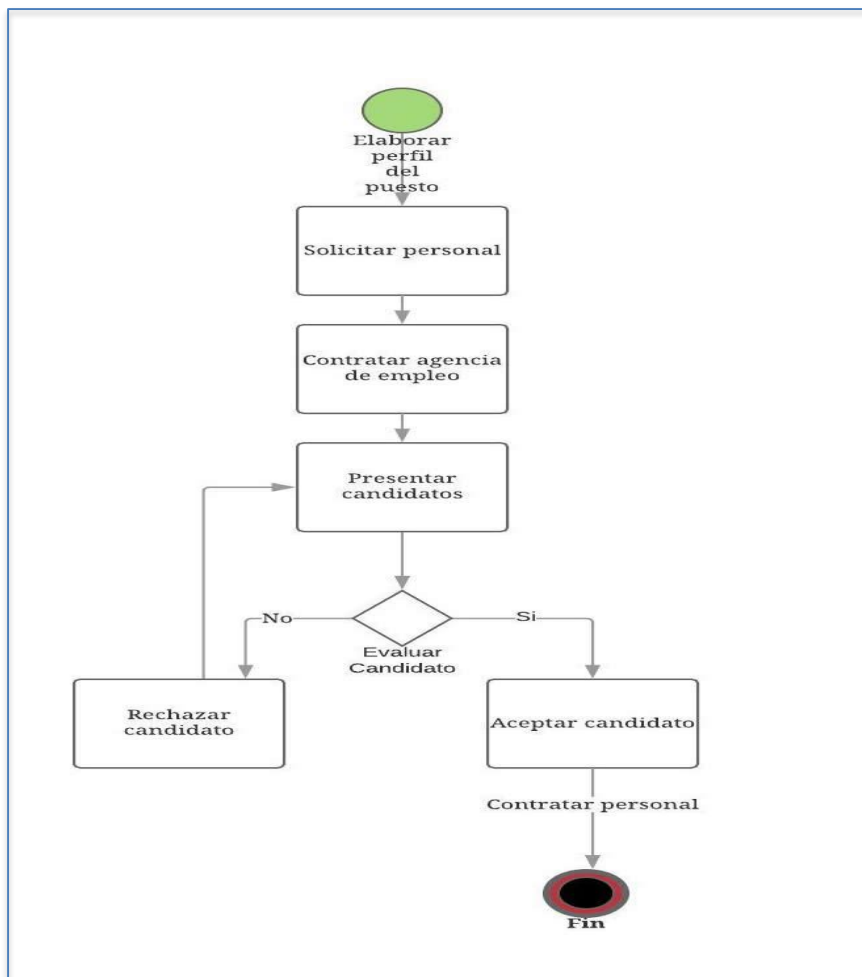 Elaborar
perfil
del
puesto
Solicitar personal
Contratar agencia
de empleo
Presentar
candidatos
No
Si
Evaluar
Candidato
Rechazar
candidato
Aceptar candidato
Contratar personal
Fin